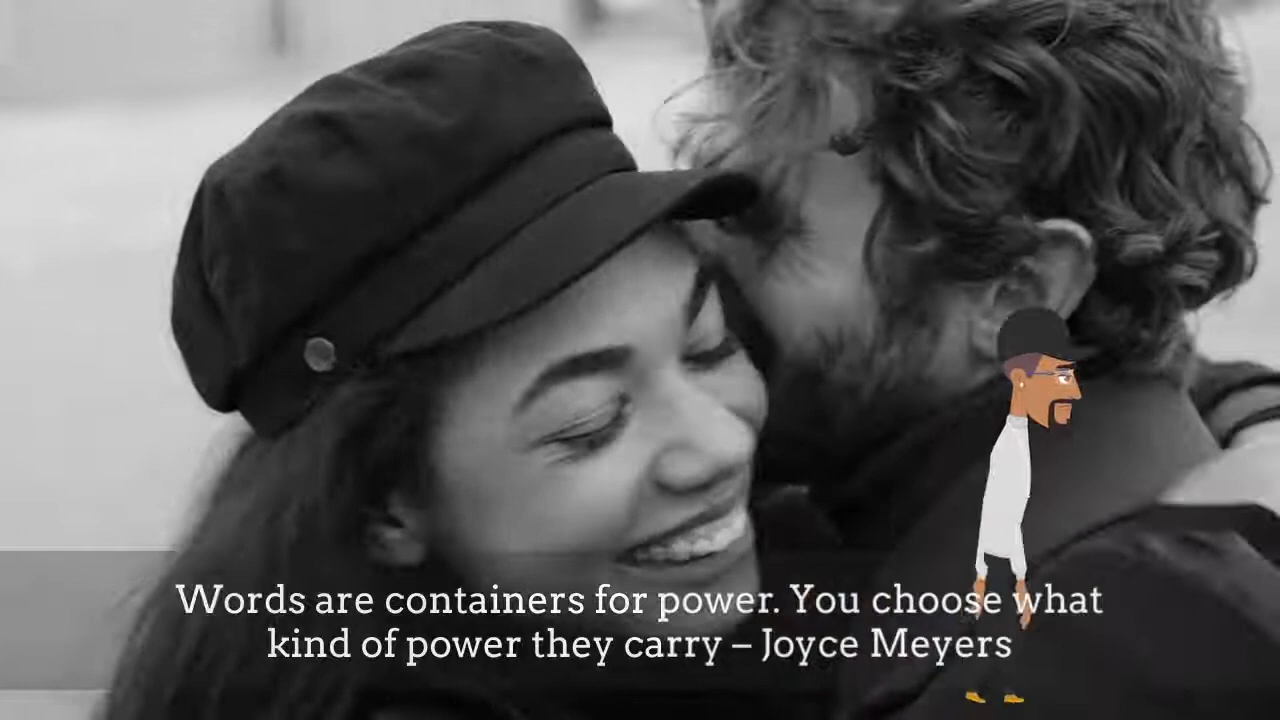 Words are containers for power. You choose what
kind of power they carry – Joyce Meyers